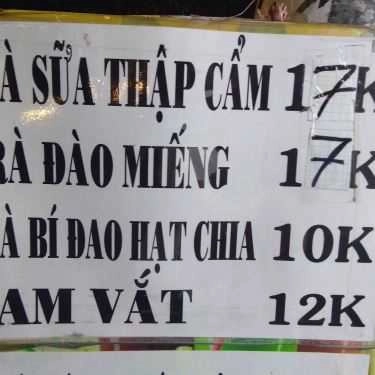 À SỮA THẬP CẨM 17K
RÀ ĐÀO MIẾNG 17K
À BÍ ĐAO HẠT CHIA 10K
AM VẮT 12K